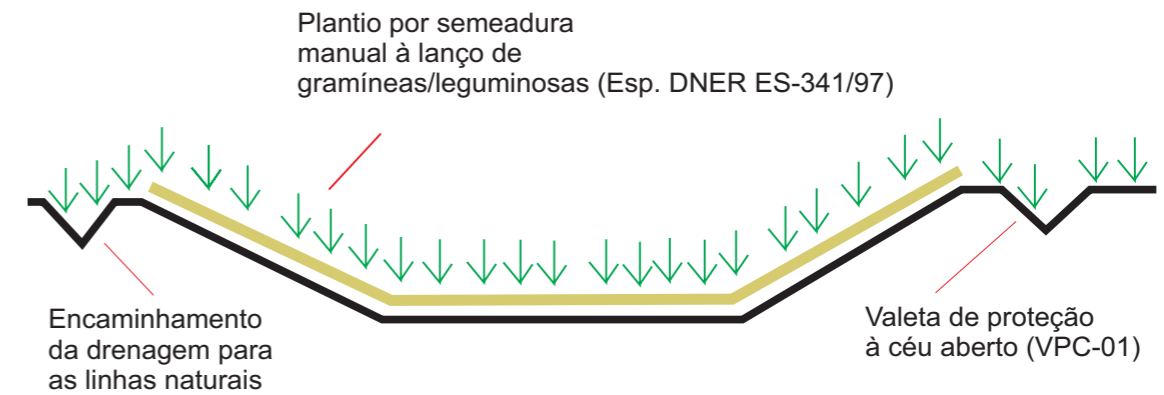 Plantio por semeadura
manual à lanço de
gramíneas/leguminosas (Esp. DNER ES-341/97)
Encaminhamento
da drenagem para
as linhas naturais
Valeta de proteção
à céu aberto (VPC-01)